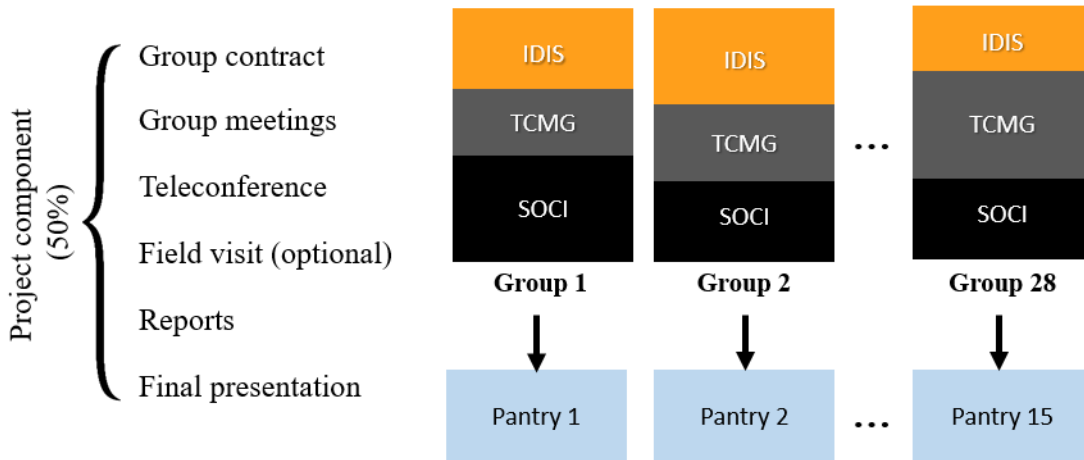 Project component
(50%)
Group contract
Group meetings
Teleconference
Field visit (optional)
Reports
Final presentation
IDIS
TCMG
SOCI
Group 1
Pantry 1
IDIS
TCMG
SOCI
Group 2
Pantry 2
...
...
IDIS
TCMG
SOCI
Group 28
Pantry 15